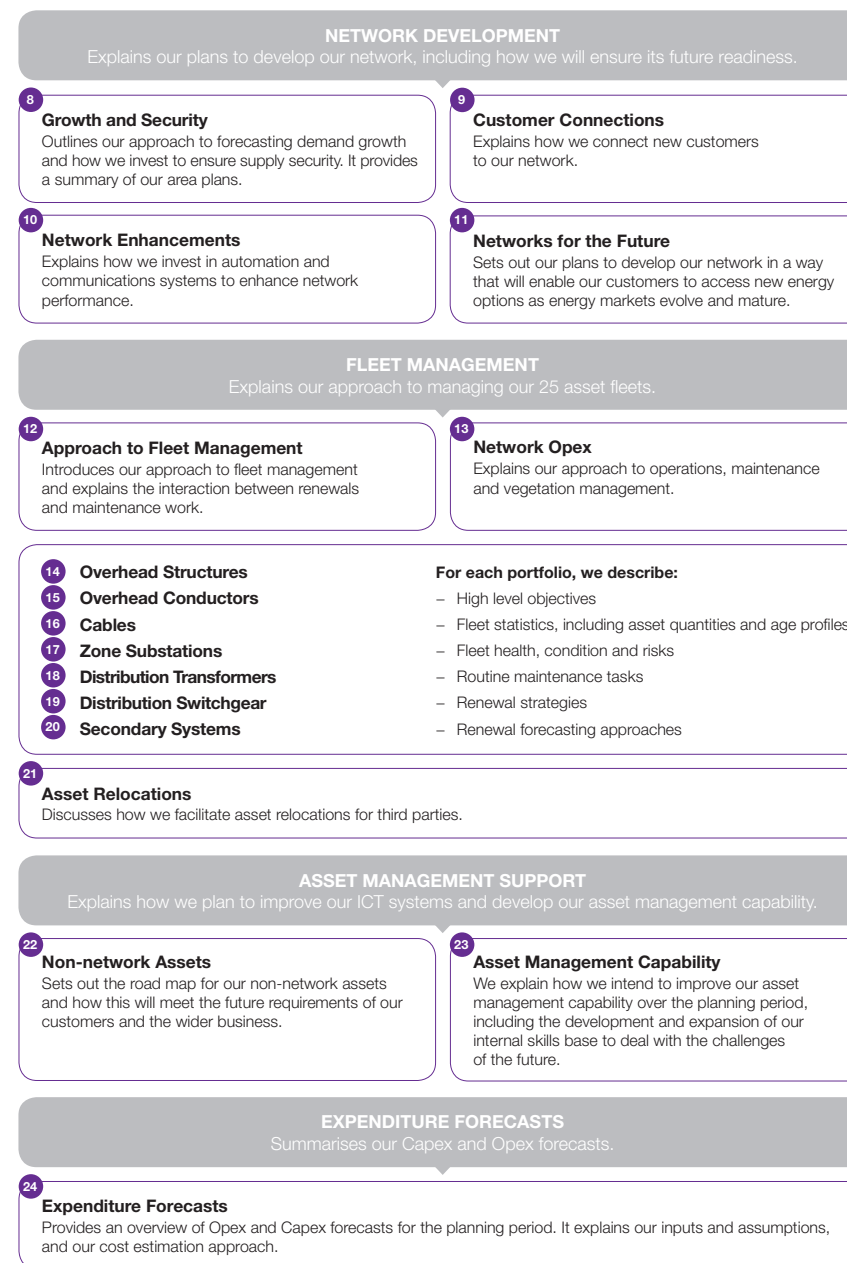 NETWORK DEVELOPMENT
Explains our plans to develop our network, including how we will ensure its future readiness.
8
Growth and Security
Outlines our approach to forecasting demand growth
and how we invest to ensure supply security. It provides
a summary of our area plans.
9
Customer Connections
Explains how we connect new customers
to our network.
10
Network Enhancements
Explains how we invest in automation and
communications systems to enhance network
performance.
11
Networks for the Future
Sets out our plans to develop our network in a way
that will enable our customers to access new energy
options as energy markets evolve and mature.
FLEET MANAGEMENT
Explains our approach to managing our 25 asset fleets.
12
Approach to Fleet Management
Introduces our approach to fleet management
and explains the interaction between renewals
and maintenance work.
13
Network Opex
Explains our approach to operations, maintenance
and vegetation management.
14 Overhead Structures
15 Overhead Conductors
16 Cables
17 Zone Substations
18 Distribution Transformers
19 Distribution Switchgear
20 Secondary Systems
For each portfolio, we describe:
– High level objectives
– Fleet statistics, including asset quantities and age profiles
– Fleet health, condition and risks
– Routine maintenance tasks
– Renewal strategies
– Renewal forecasting approaches
21
Asset Relocations
Discusses how we facilitate asset relocations for third parties.
ASSET MANAGEMENT SUPPORT
Explains how we plan to improve our ICT systems and develop our asset management capability.
22
Non-network Assets
Sets out the road map for our non-network assets
and how this will meet the future requirements of our
customers and the wider business.
23
Asset Management Capability
We explain how we intend to improve our asset
management capability over the planning period,
including the development and expansion of our
internal skills base to deal with the challenges
of the future.
EXPENDITURE FORECASTS
Summarises our Capex and Opex forecasts.
24
Expenditure Forecasts
Provides an overview of Opex and Capex forecasts for the planning period. It explains our inputs and assumptions,
and our cost estimation approach.